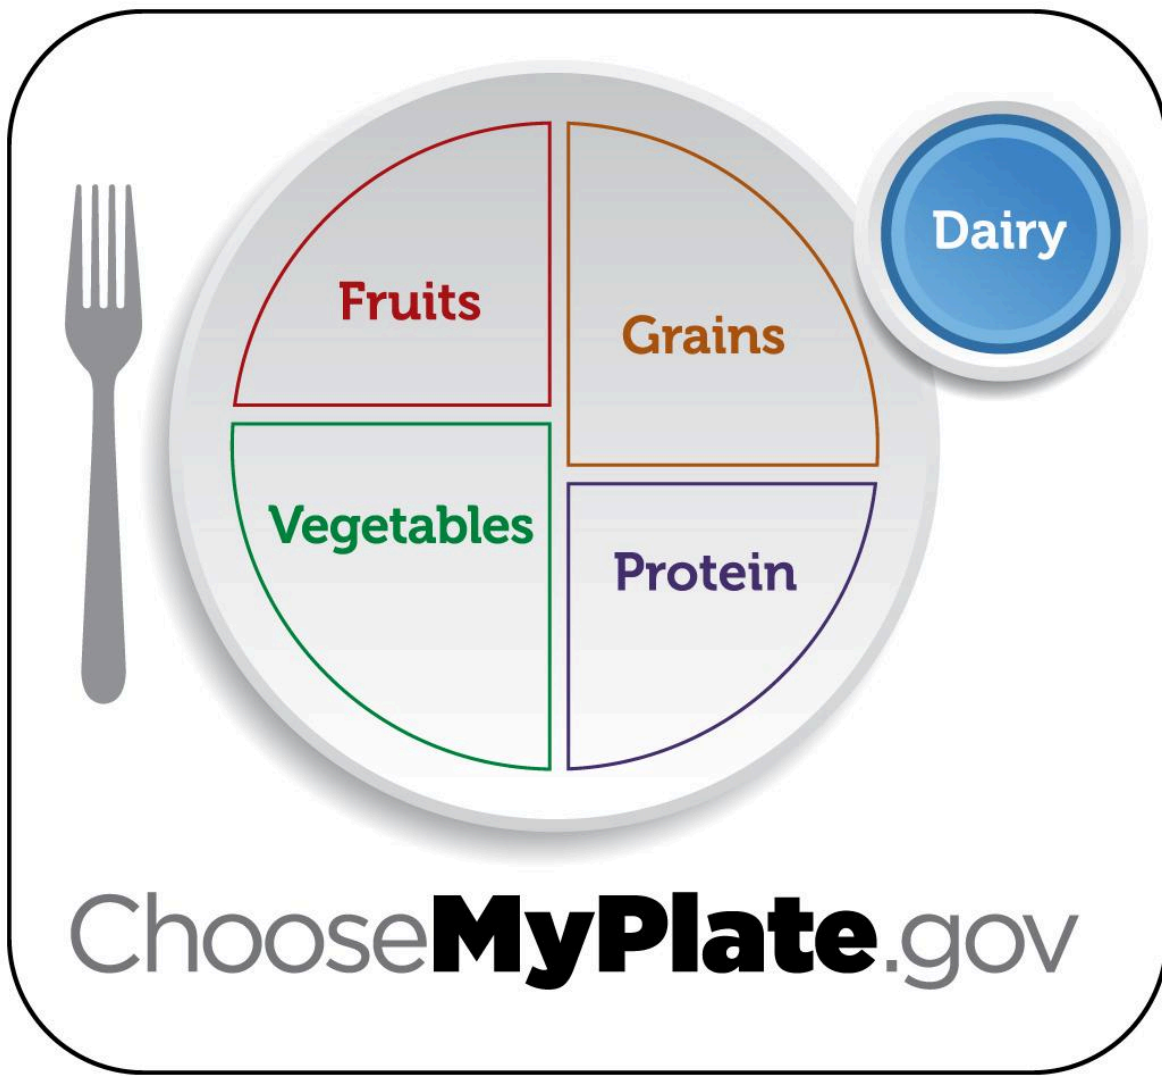 Fruits
Grains
Dairy
Vegetables
Protein
ChooseMyPlate.gov